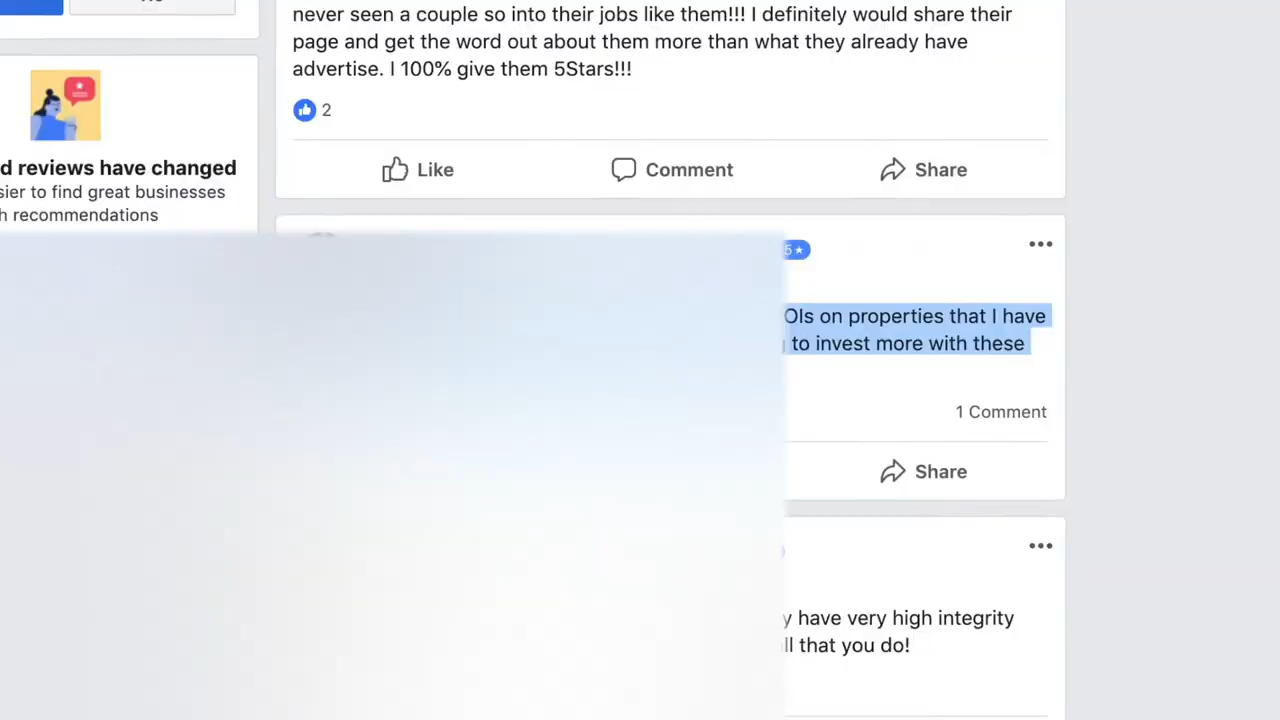 never seen a couple so into their jobs like them!!! I definitely would share their
page and get the word out about them more than what they already have
advertise. I 100% give them 5Stars!!!
2
Like Comment Share
d reviews have changed
sier to find great businesses
h recommendations
5★
OIs on properties that I have
to invest more with these
1 Comment
Share
y have very high integrity
ll that you do!